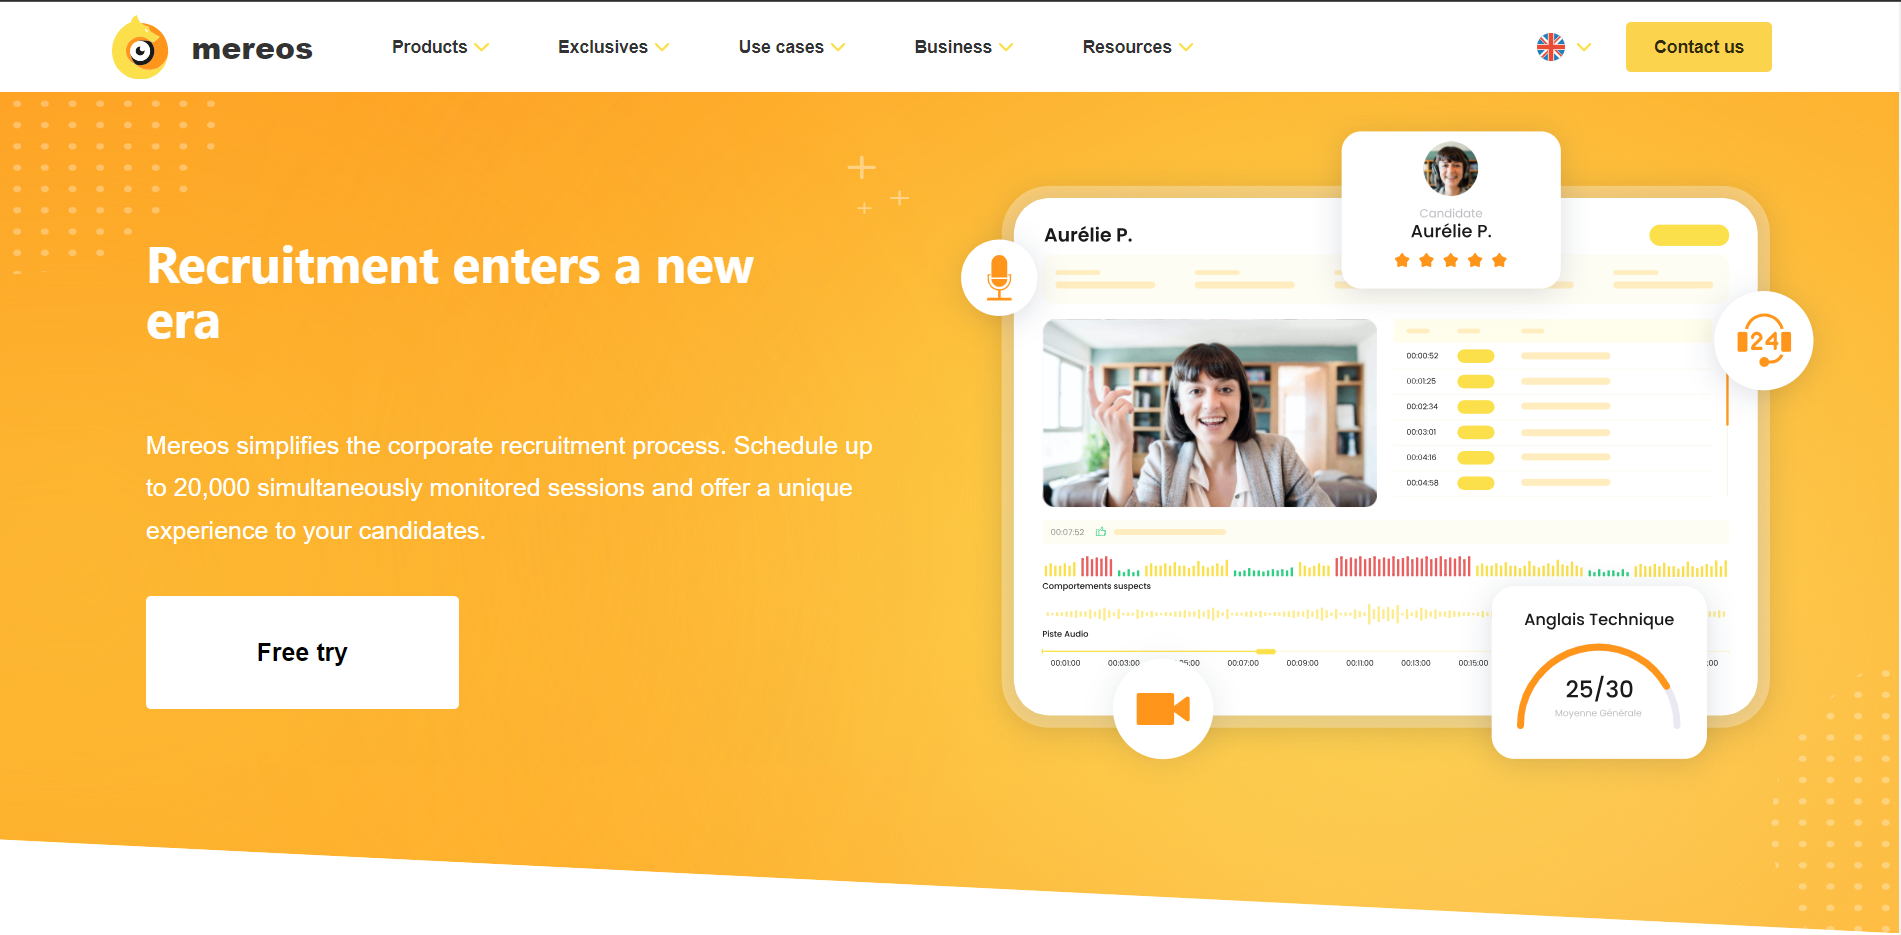 mereos
Products
Exclusives
Use cases
Business
Resources
Contact us
Recruitment enters a new
era
Mereos simplifies the corporate recruitment process. Schedule up
to 20,000 simultaneously monitored sessions and offer a unique
experience to your candidates.
Free try
Candidate
Aurélie P.
Aurélie P.
24
00:00:52
00:01:25
00:02:34
00:03:01
00:04:16
00:04:58
00:07:52
Comportements suspects
Piste Audio
00:01:00 00:03:00 05:00 00:07:00 00:09:00 00:11:00 00:13:00 00:15:00 :00
Anglais Technique
25/30
Moyenne Générale